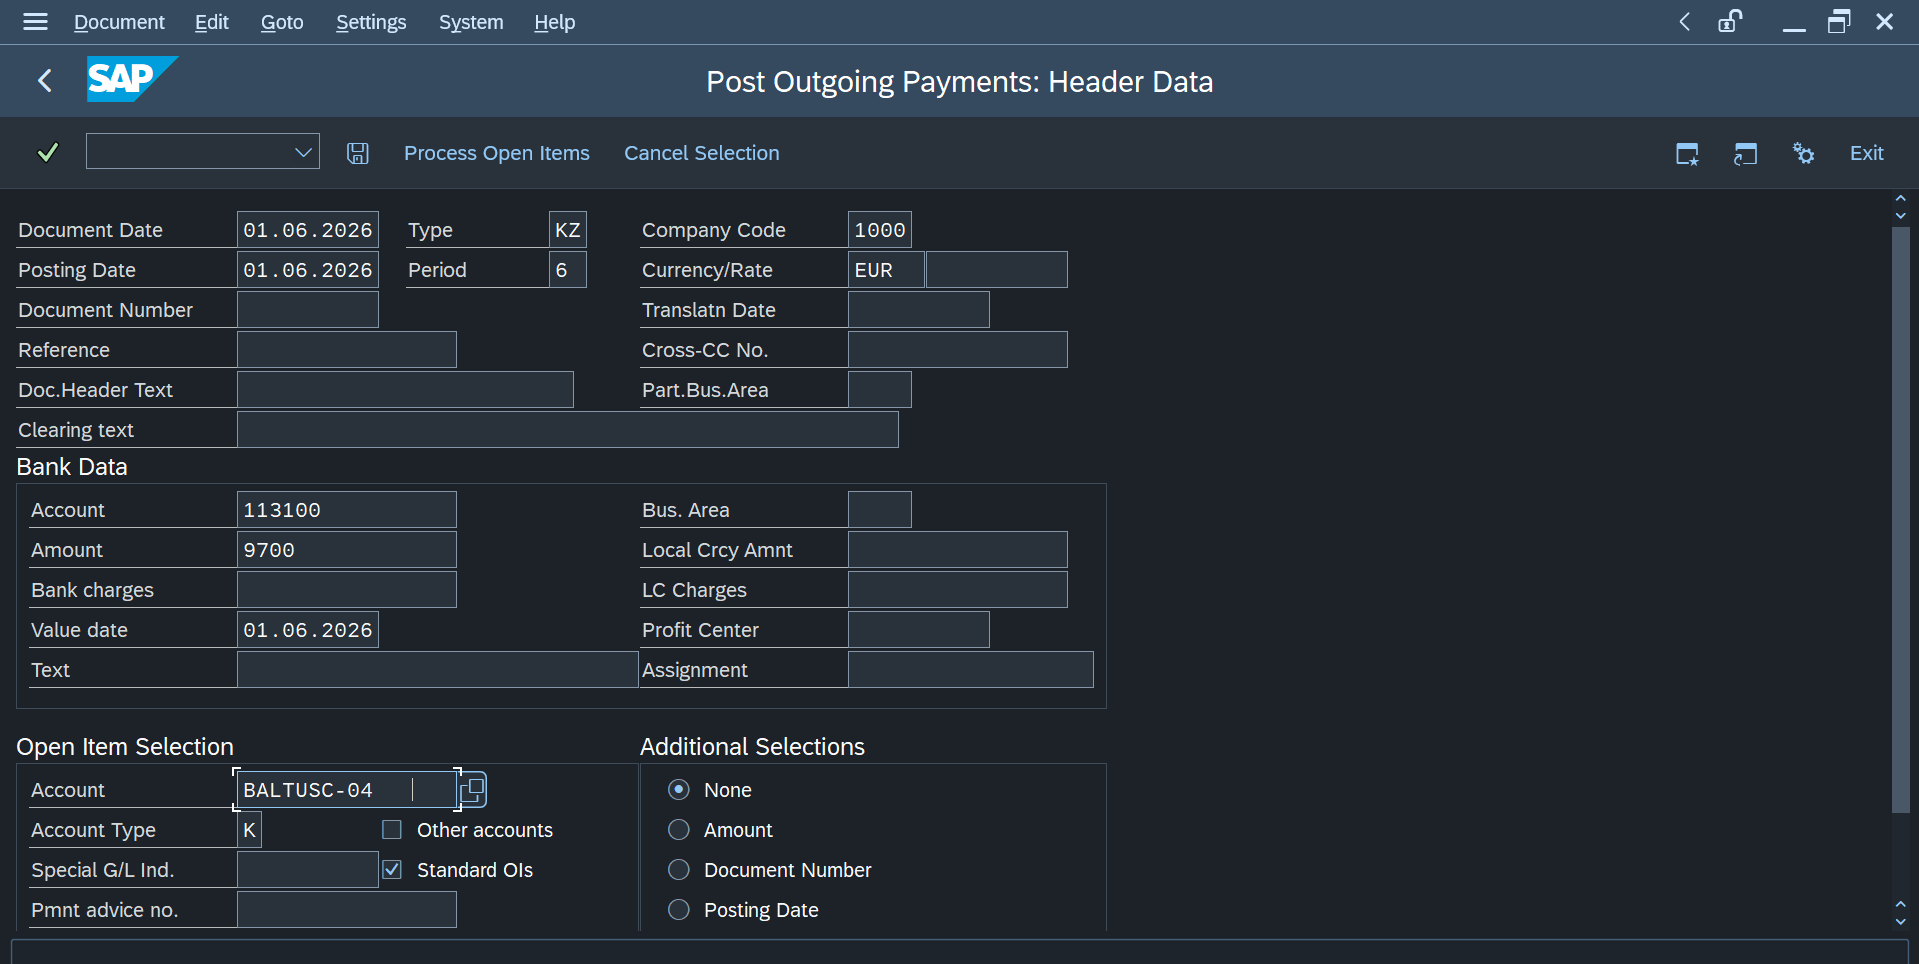 Document Edit Goto Settings System Help
SAP Post Outgoing Payments: Header Data
Process Open Items Cancel Selection Exit
Document Date 01.06.2026 Type KZ Company Code 1000
Posting Date 01.06.2026 Period 6 Currency/Rate EUR
Document Number Translatn Date
Reference Cross-CC No.
Doc.Header Text Part.Bus.Area
Clearing text
Bank Data
Account 113100 Bus. Area
Amount 9700 Local Crcy Amnt
Bank charges LC Charges
Value date 01.06.2026 Profit Center
Text Assignment
Open Item Selection Additional Selections
Account BALTUSC-04 None
Account Type K Other accounts Amount
Special G/L Ind. Standard OIs Document Number
Pmnt advice no. Posting Date